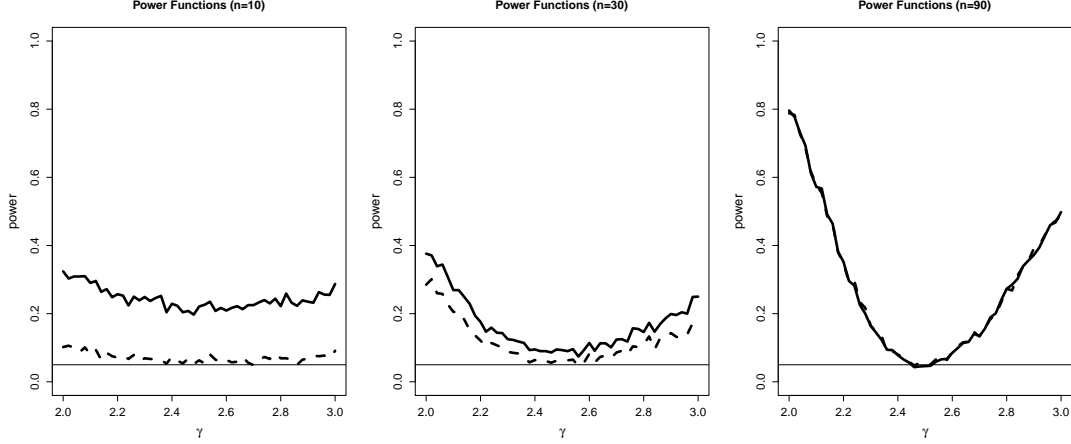 Power Functions (n=10)
power
0.0 0.2 0.4 0.6 0.8 1.0
2.0 2.2 2.4 2.6 2.8 3.0
γ
Power Functions (n=30)
power
0.0 0.2 0.4 0.6 0.8 1.0
2.0 2.2 2.4 2.6 2.8 3.0
γ
Power Functions (n=90)
power
0.0 0.2 0.4 0.6 0.8 1.0
2.0 2.2 2.4 2.6 2.8 3.0
γ